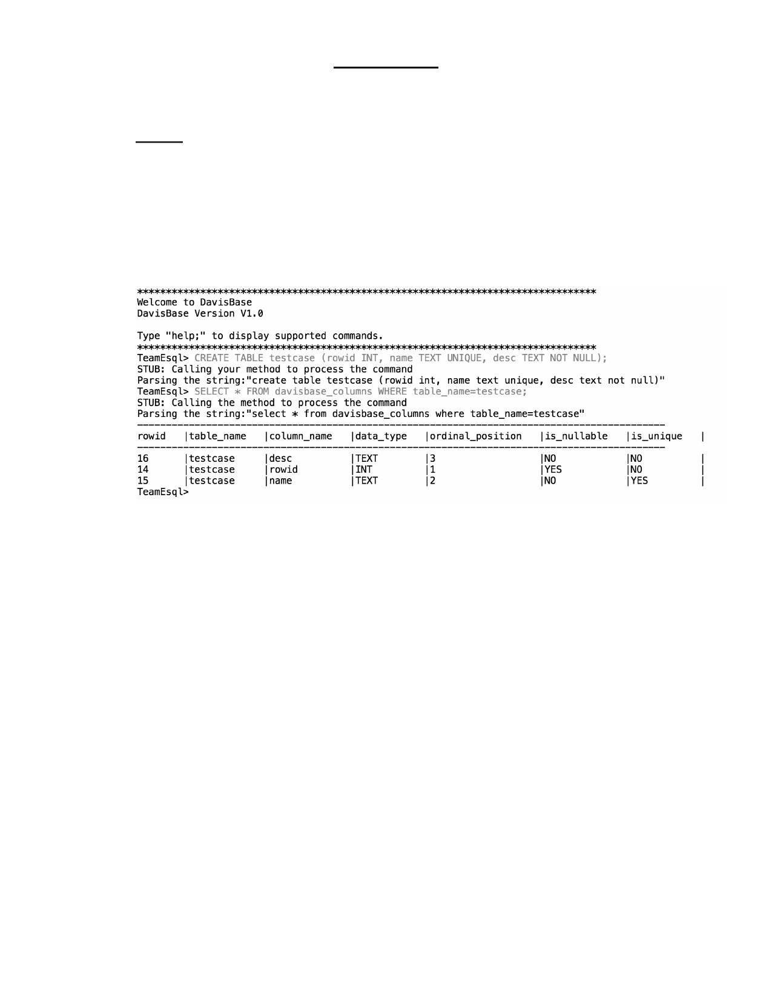 ********************************************************************************
Welcome to DavisBase
DavisBase Version V1.0
Type "help;" to display supported commands.
********************************************************************************
TeamEsql> CREATE TABLE testcase (rowid INT, name TEXT UNIQUE, desc TEXT NOT NULL);
STUB: Calling your method to process the command
Parsing the string:"create table testcase (rowid int, name text unique, desc text not null)"
TeamEsql> SELECT * FROM davisbase_columns WHERE table_name=testcase;
STUB: Calling the method to process the command
Parsing the string:"select * from davisbase_columns where table_name=testcase"
--------------------------------------------------------------------------------------------
rowid |table_name |column_name |data_type |ordinal_position |is_nullable |is_unique |
--------------------------------------------------------------------------------------------
16 |testcase |desc |TEXT |3 |NO |NO |
14 |testcase |rowid |INT |1 |YES |NO |
15 |testcase |name |TEXT |2 |NO |YES |
TeamEsql>